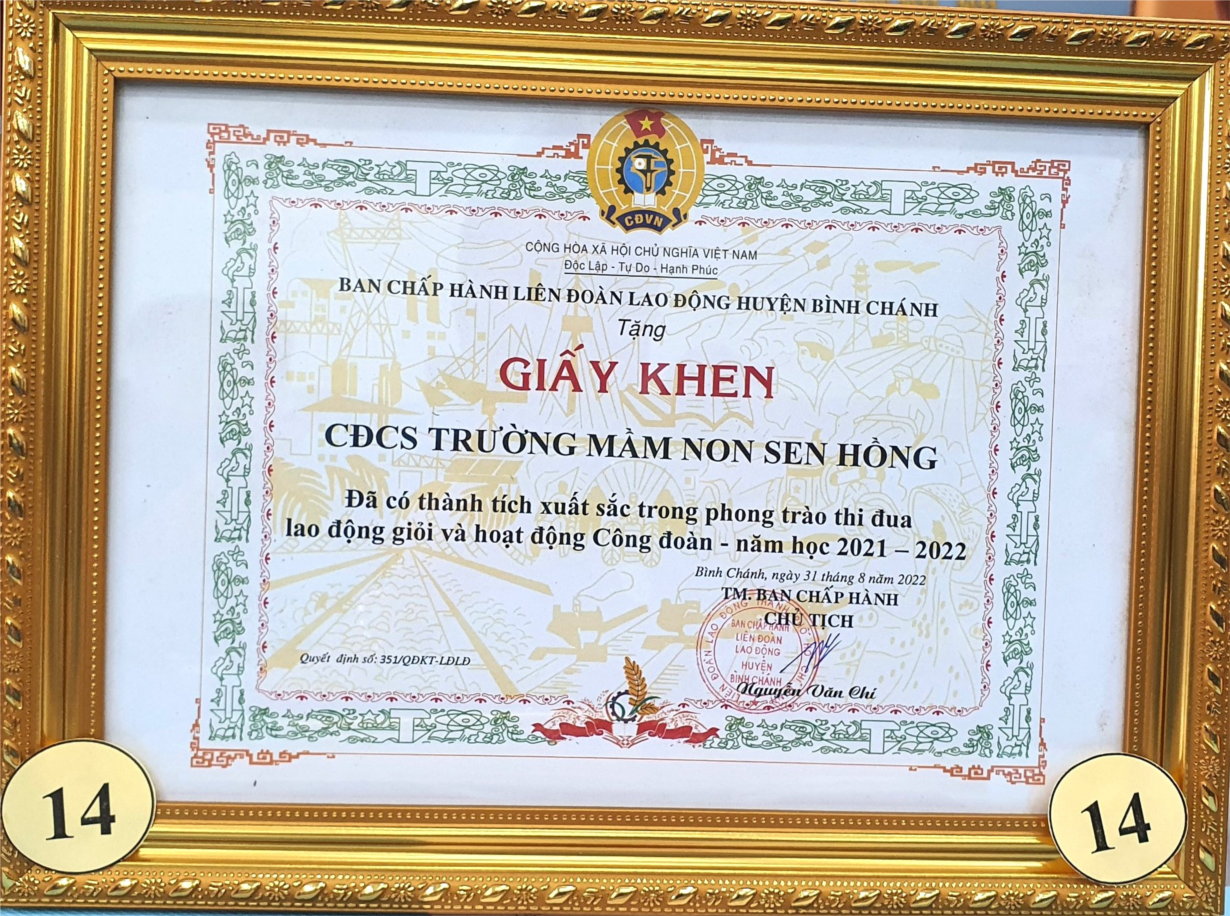 CĐVN
CỘNG HÒA XÃ HỘI CHỦ NGHĨA VIỆT NAM
Độc Lập - Tự Do - Hạnh Phúc
BAN CHẤP HÀNH LIÊN ĐOÀN LAO ĐỘNG HUYỆN BÌNH CHÁNH
Tặng
GIẤY KHEN
CĐCS TRƯỜNG MẦM NON SEN HỒNG
Đã có thành tích xuất sắc trong phong trào thi đua
lao động giỏi và hoạt động Công đoàn - năm học 2021 – 2022
Bình Chánh, ngày 31 tháng 8 năm 2022
TM. BAN CHẤP HÀNH
CHỦ TỊCH
BAN CHẤP HÀNH
LIÊN ĐOÀN
LAO ĐỘNG
HUYỆN
BÌNH CHÁNH
Quyết định số: 351/QĐKT-LĐLĐ
Nguyễn Văn Chí
14
14